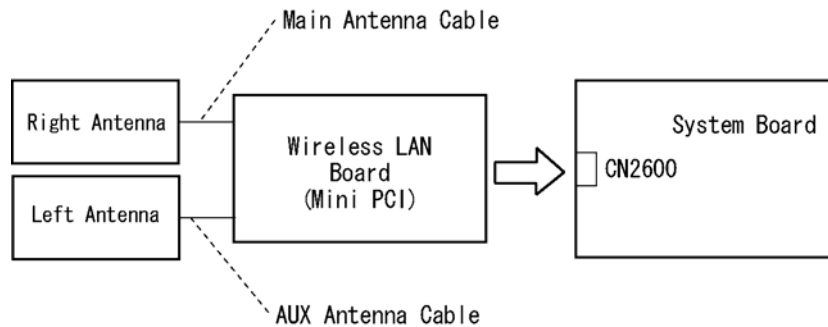 Main Antenna Cable
Right Antenna
Left Antenna
Wireless LAN
Board
(Mini PCI)
System Board
CN2600
AUX Antenna Cable